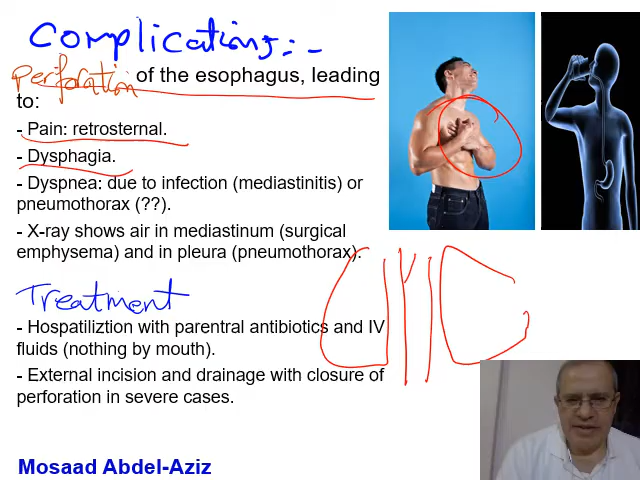 Complications:-
Perforation of the esophagus, leading
to:
- Pain: retrosternal.
- Dysphagia.
- Dyspnea: due to infection (mediastinitis) or
pneumothorax (??).
- X-ray shows air in mediastinum (surgical
emphysema) and in pleura (pneumothorax).
Treatment
- Hospatiliztion with parentral antibiotics and IV
fluids (nothing by mouth).
- External incision and drainage with closure of
perforation in severe cases.
Mosaad Abdel-Aziz